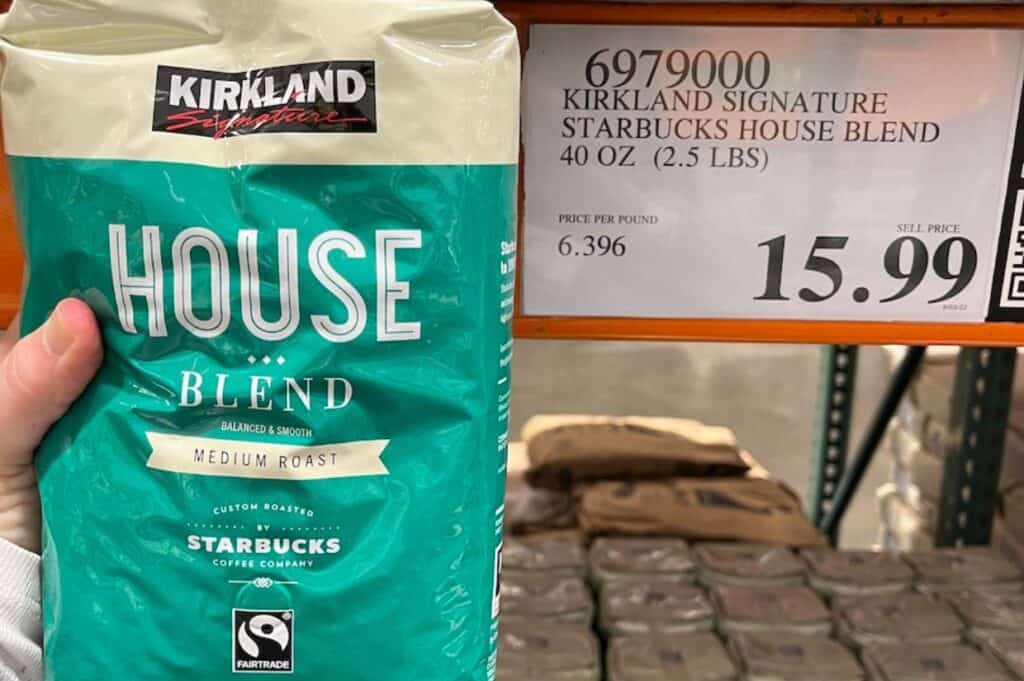 KIRKLAND
Signature
HOUSE
BLEND
BALANCED & SMOOTH
MEDIUM ROAST
CUSTOM ROASTED
BY
STARBUCKS
COFFEE COMPANY
FAIRTRADE
6979000
KIRKLAND SIGNATURE
STARBUCKS HOUSE BLEND
40 OZ (2.5 LBS)
PRICE PER POUND
6.396
SELL PRICE
15.99